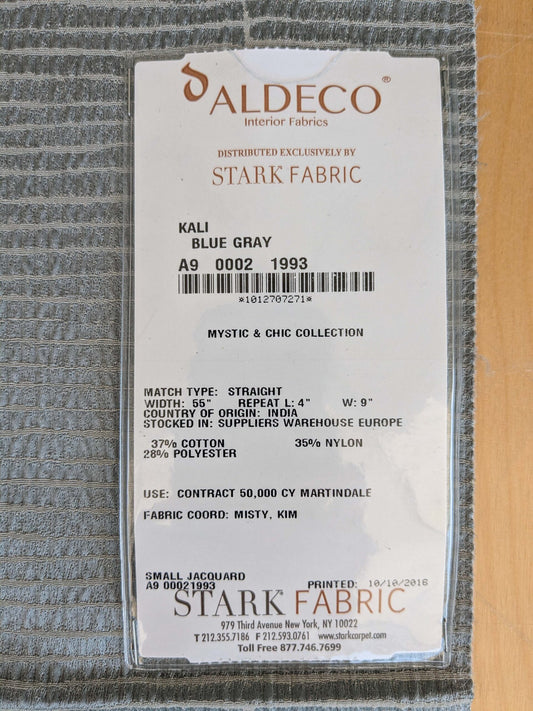 ALDECO®
Interior Fabrics
DISTRIBUTED EXCLUSIVELY BY
STARK FABRIC
KALI
BLUE GRAY
A9 0002 1993
*1012707271*
MYSTIC & CHIC COLLECTION
MATCH TYPE: STRAIGHT
WIDTH: 55" REPEAT L: 4" W: 9"
COUNTRY OF ORIGIN: INDIA
STOCKED IN: SUPPLIERS WAREHOUSE EUROPE
37% COTTON 35% NYLON
28% POLYESTER
USE: CONTRACT 50,000 CY MARTINDALE
FABRIC COORD: MISTY, KIM
SMALL JACQUARD PRINTED: 10/10/2016
A9 00021993
STARK FABRIC
979 Third Avenue New York, NY 10022
T 212.355.7186 F 212.593.0761 www.starkcarpet.com
Toll Free 877.746.7699